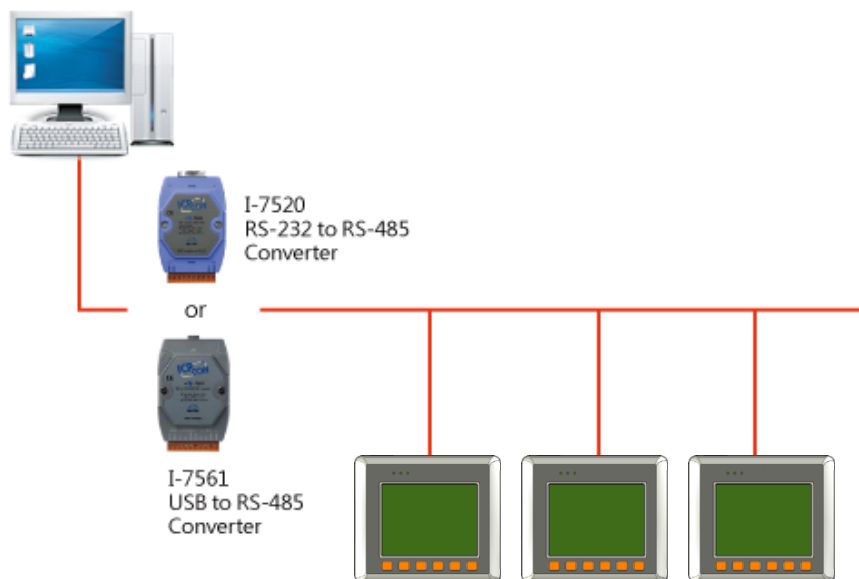 I-7520
RS-232 to RS-485
Converter
or
I-7561
USB to RS-485
Converter